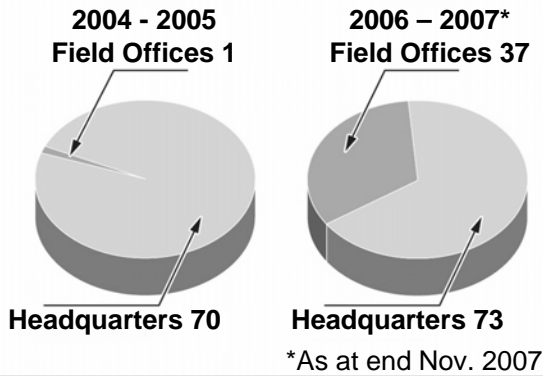 2004 - 2005
Field Offices 1
2006 – 2007*
Field Offices 37
Headquarters 70
Headquarters 73
*As at end Nov. 2007